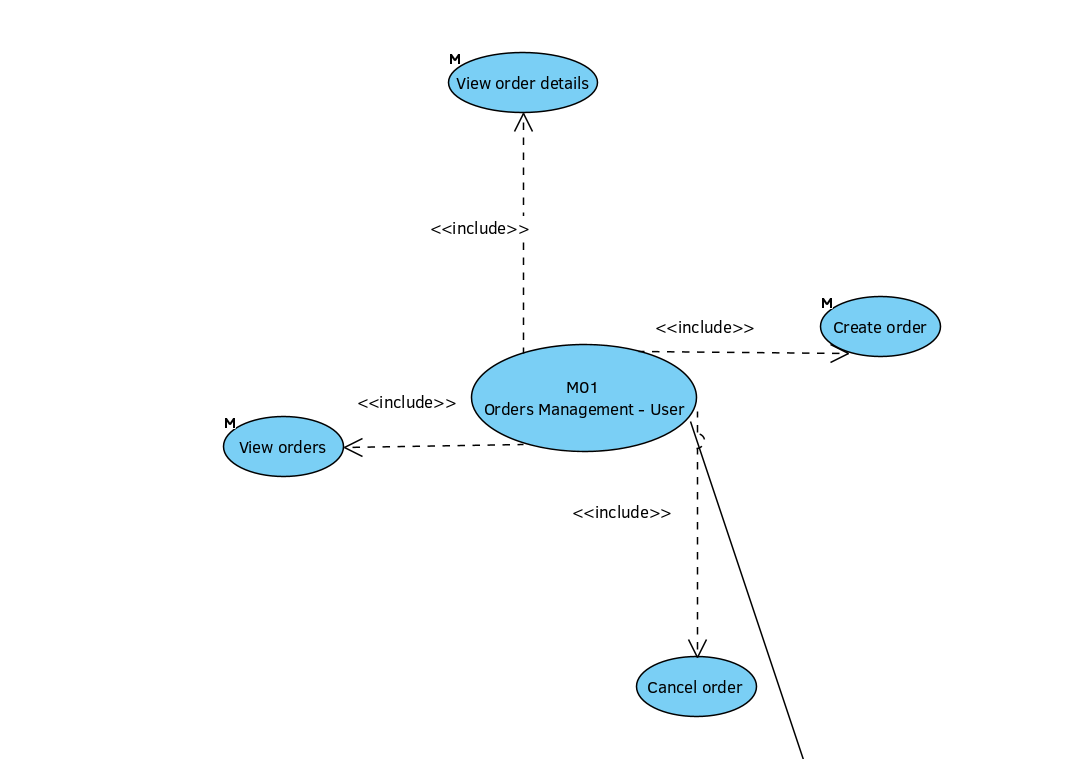 M
View order details
<<include>>
M
<<include>>
Create order
M01
Orders Management - User
<<include>>
M
View orders
<<include>>
Cancel order